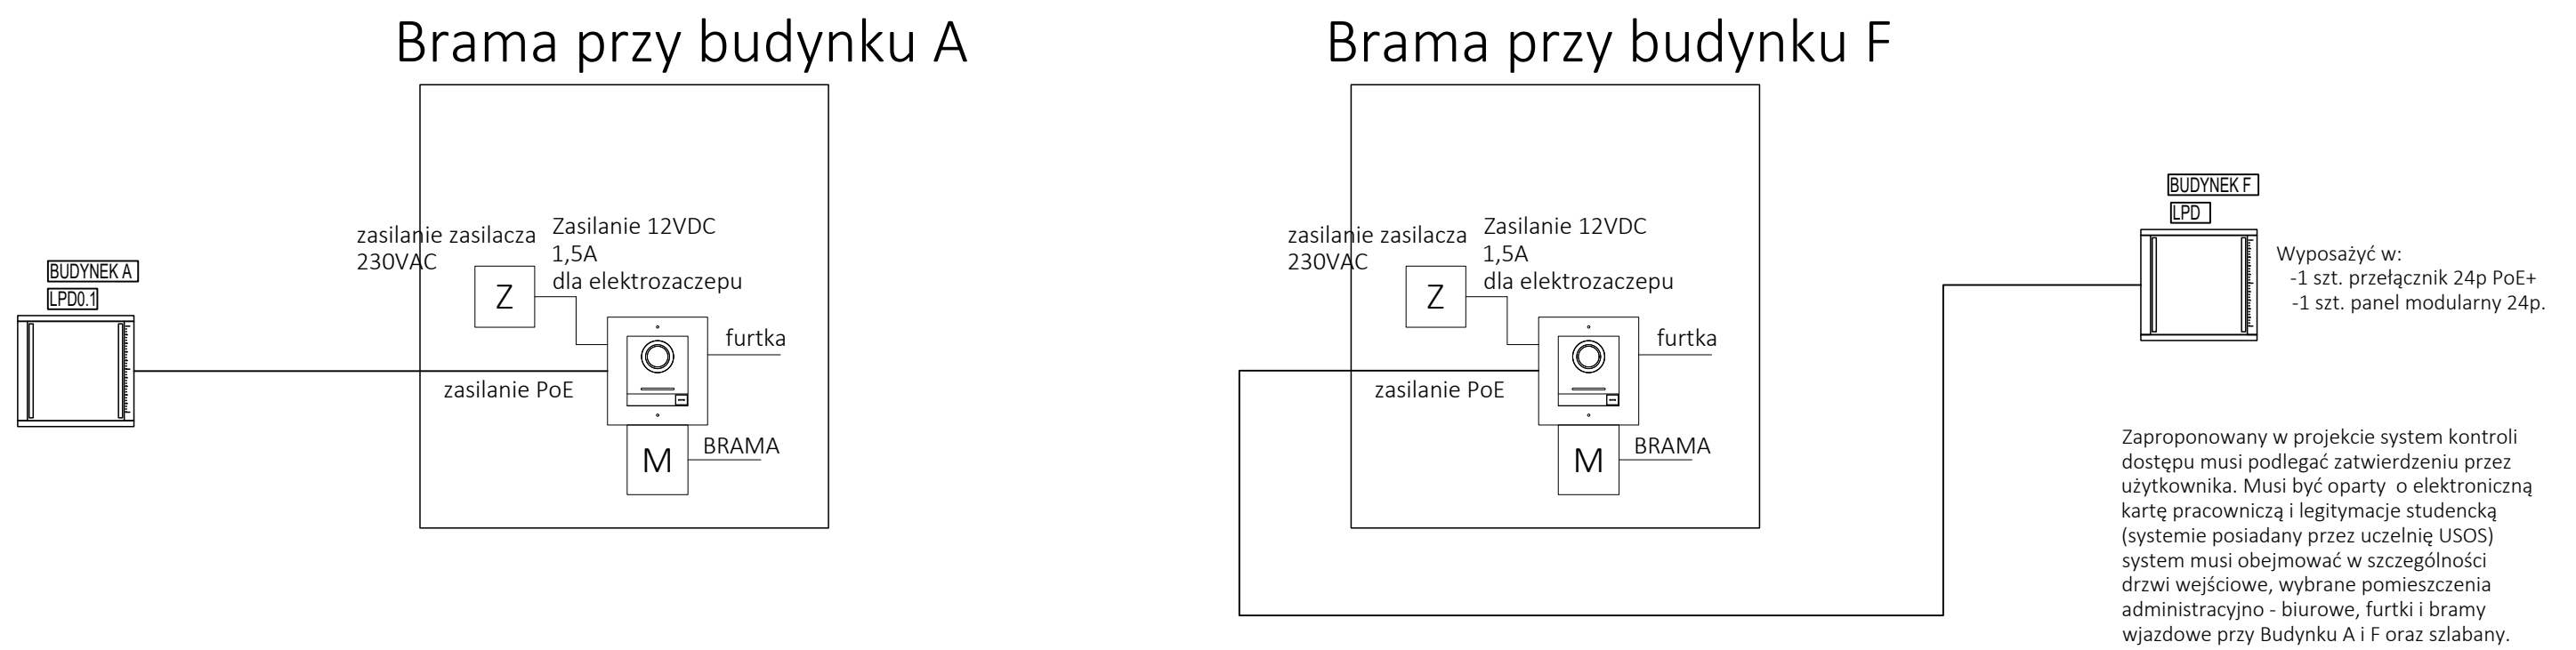 Brama przy budynku A
zasilanie zasilacza
230VAC
Zasilanie 12VDC
1,5A
dla elektrozaczepu
Z
furtka
zasilanie PoE
BRAMA
M
BUDYNEK A
LPD0.1
Brama przy budynku F
zasilanie zasilacza
230VAC
Zasilanie 12VDC
1,5A
dla elektrozaczepu
Z
furtka
zasilanie PoE
BRAMA
M
BUDYNEK F
LPD
Wyposażyć w:
-1 szt. przełącznik 24p PoE+
-1 szt. panel modularny 24p.
Zaproponowany w projekcie system kontroli
dostępu musi podlegać zatwierdzeniu przez
użytkownika. Musi być oparty o elektroniczną
kartę pracowniczą i legitymacje studencką
(systemie posiadany przez uczelnię USOS)
system musi obejmować w szczególności
drzwi wejściowe, wybrane pomieszczenia
administracyjno - biurowe, furtki i bramy
wjazdowe przy Budynku A i F oraz szlabany.